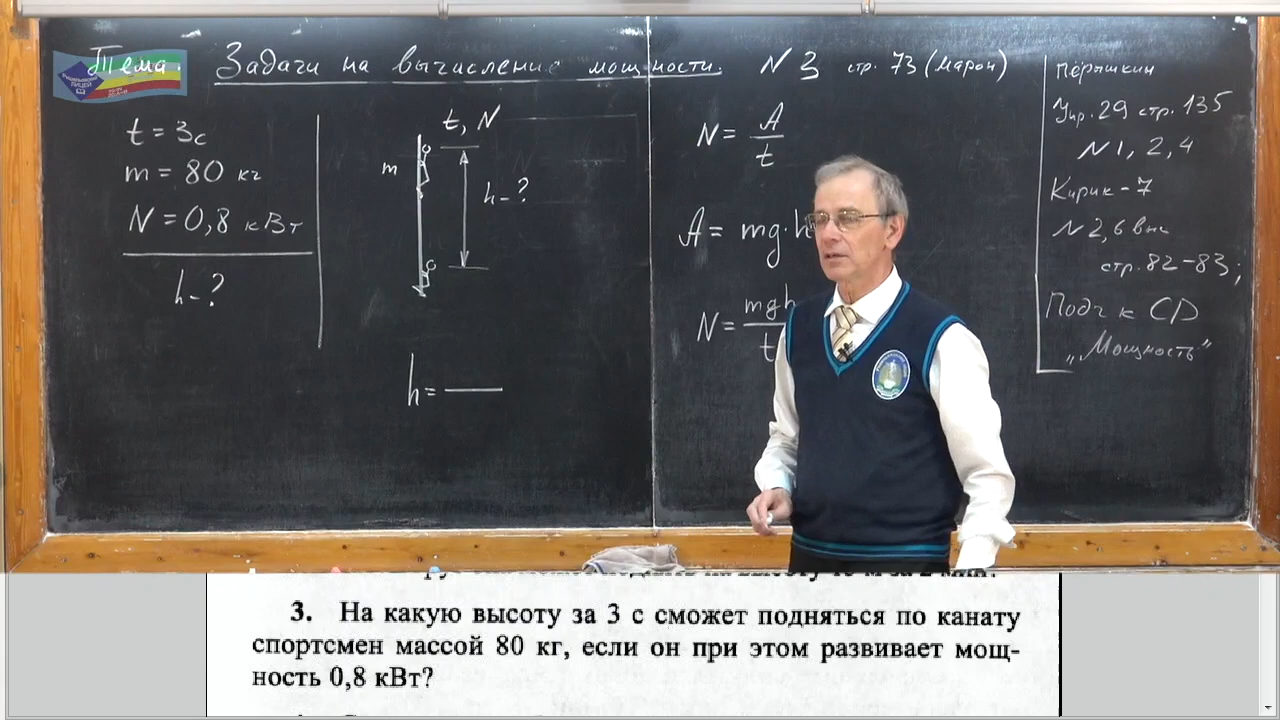 Тема. Задачи на вычисление мощности. N 3 стр. 73 (Марон)
t = 3с
m = 80 кг
N = 0,8 кВт
h - ?
t, N
m
h - ?
h =
N = A/t
A = mg·h
N = mgh/t
Пёрышкин
Упр. 29 стр. 135
N 1, 2, 4
Кирик - 7
N 2, 6 выс
стр. 82-83;
Подг к СР
„Мощность"
3. На какую высоту за 3 с сможет подняться по канату
спортсмен массой 80 кг, если он при этом развивает мощ-
ность 0,8 кВт?